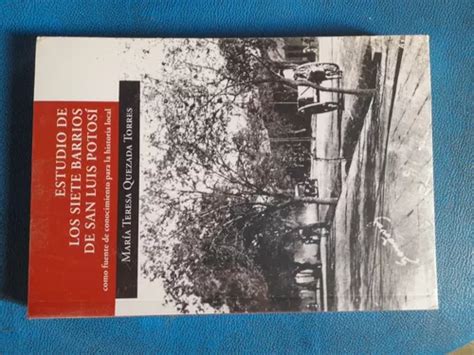 ESTUDIO DE
LOS SIETE BARRIOS
DE SAN LUIS POTOSÍ
como fuente de conocimiento para la historia local
MARÍA TERESA QUEZADA TORRES